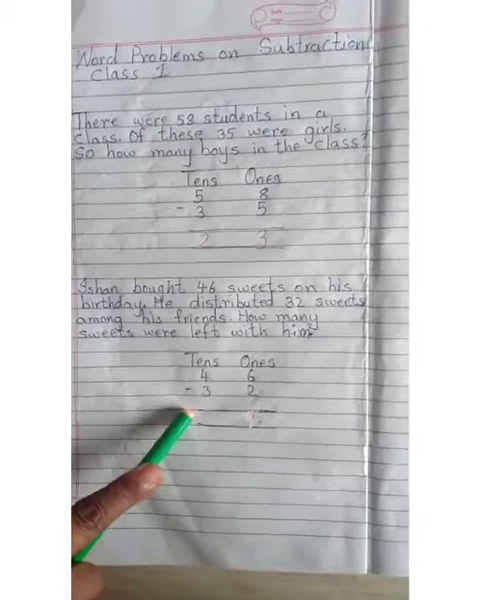 Word Problems on Subtraction
Class 1
There were 58 students in a
class. Of these 35 were girls.
So how many boys in the class?
Tens Ones
5 8
- 3 5
2 3
Ishan bought 46 sweets on his
birthday. He distributed 32 sweets
among his friends. How many
sweets were left with him.
Tens Ones
4 6
- 3 2